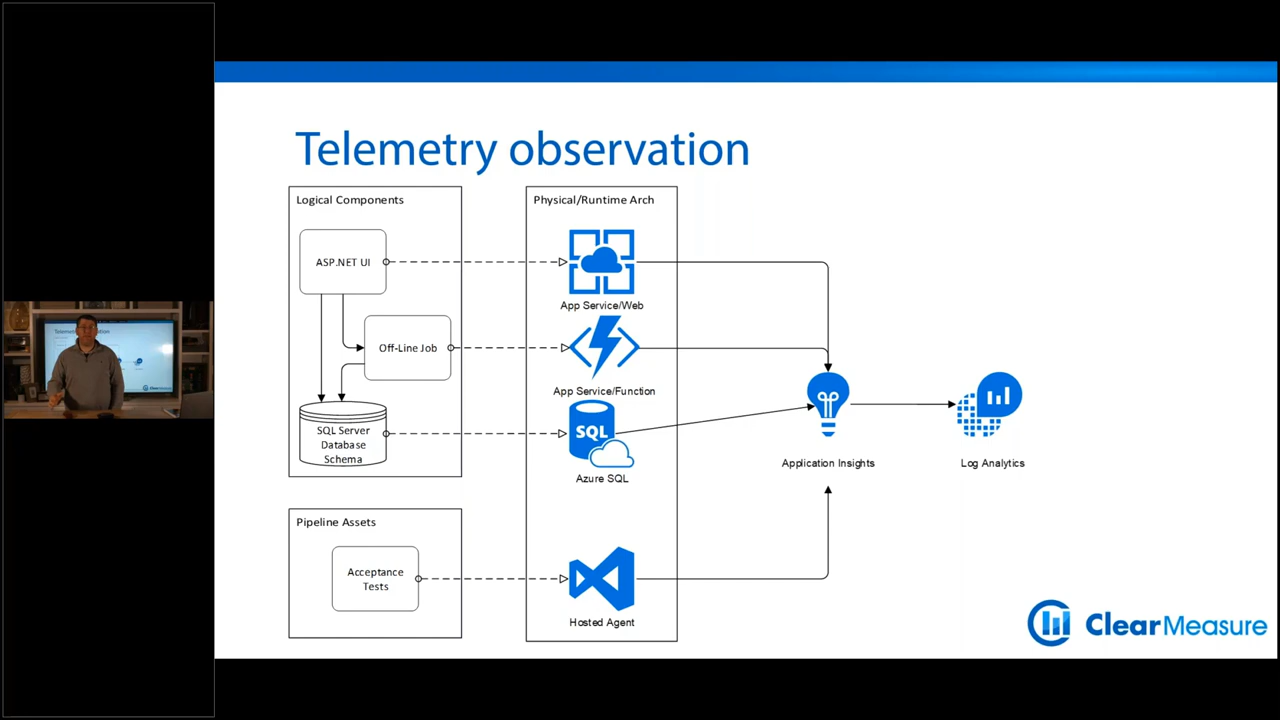 Telemetry observation
Logical Components
ASP.NET UI
Off-Line Job
SQL Server
Database
Schema
Pipeline Assets
Acceptance
Tests
Physical/Runtime Arch
App Service/Web
App Service/Function
SQL
Azure SQL
Hosted Agent
Application Insights
Log Analytics
ClearMeasure